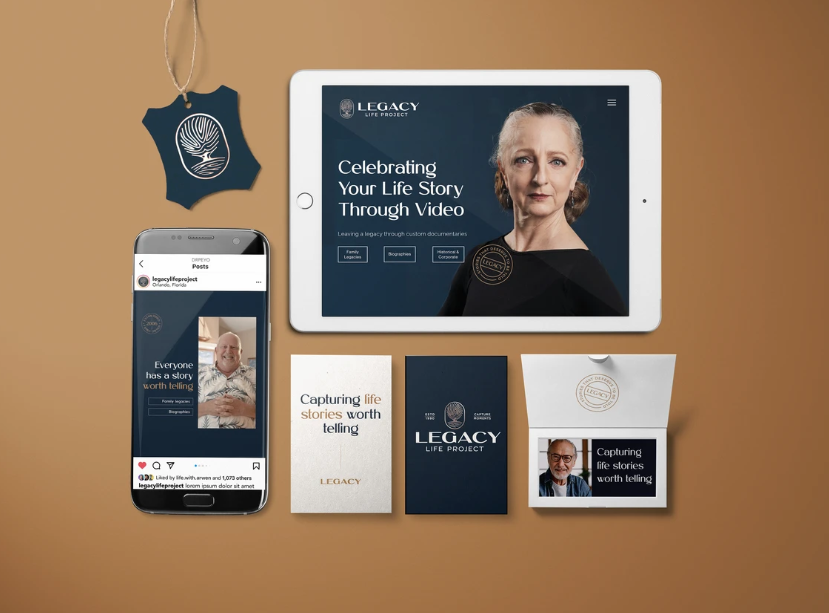 LEGACY
LIFE PROJECT
Celebrating
Your Life Story
Through Video
Leaving a legacy through custom documentaries
Family
Legacies
Biographies
Historical &
Corporate
LEGACY
Posts
legacylifeproject
Orlando, Florida
Everyone
has a story
worth telling
Family legacies
Biographies
Liked by life.with.arwen and 1,073 others
legacylifeproject lorem ipsum dolor sit amet
Capturing life
stories worth
telling
LEGACY
ESTD
CAPTURE
MOMENTS
LEGACY
LIFE PROJECT
LEGACY
Capturing
life stories
worth telling